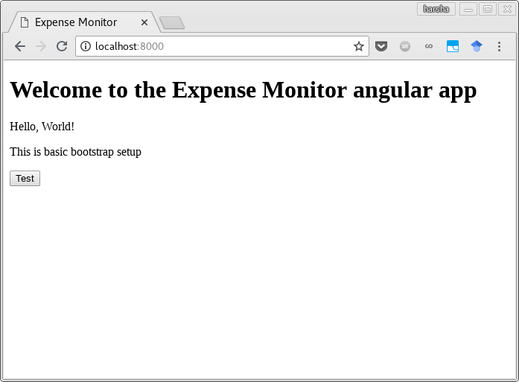 harsha
Expense Monitor
localhost:8000
Welcome to the Expense Monitor angular app
Hello, World!
This is basic bootstrap setup
Test